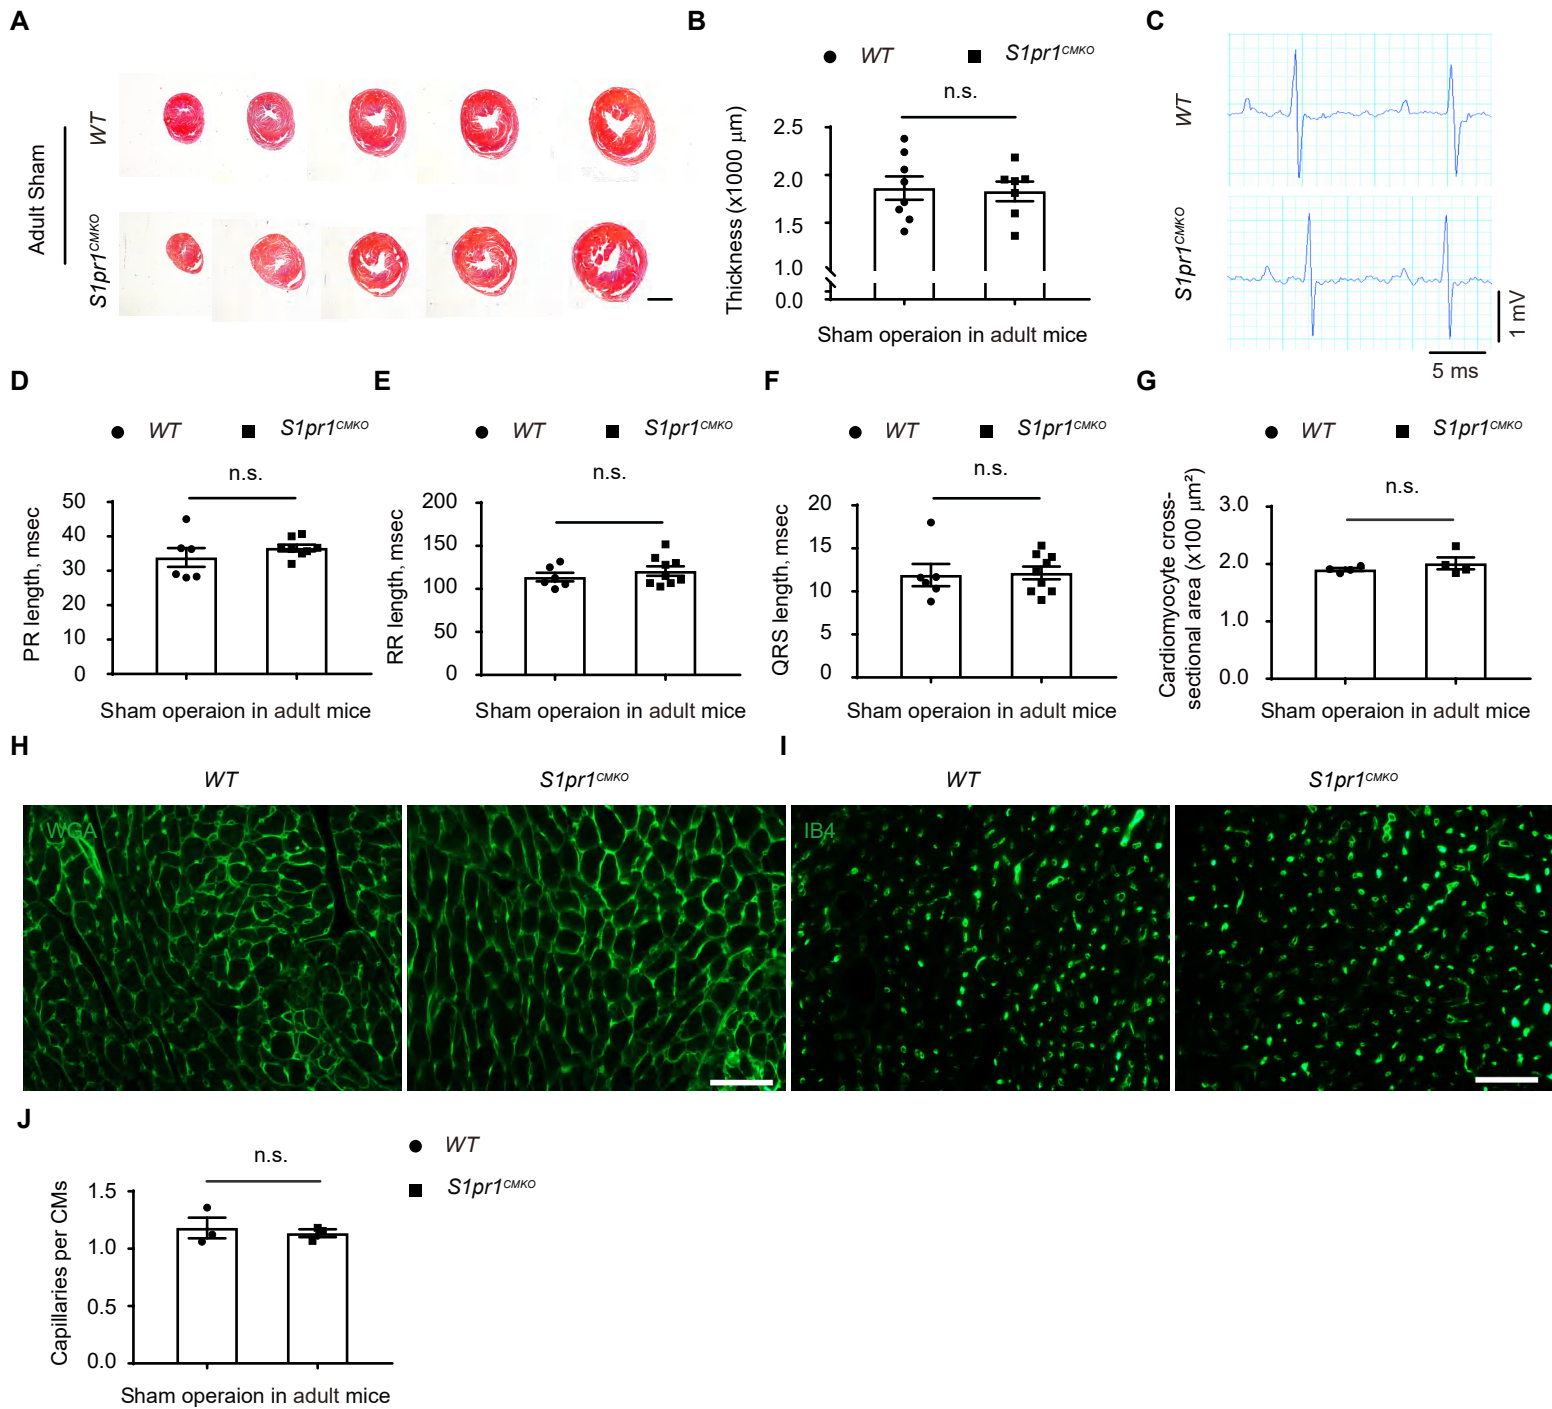 A
Adult Sham
WT
S1pr1CMKO
B
WT
S1pr1CMKO
n.s.
Thickness (x1000 μm)
2.5
2.0
1.5
1.0
0.0
Sham operaion in adult mice
C
WT
S1pr1CMKO
1 mV
5 ms
D
WT
S1pr1CMKO
n.s.
PR length, msec
50
40
30
20
10
0
Sham operaion in adult mice
E
WT
S1pr1CMKO
n.s.
RR length, msec
200
150
100
50
0
Sham operaion in adult mice
F
WT
S1pr1CMKO
n.s.
QRS length, msec
20
15
10
5
0
Sham operaion in adult mice
G
WT
S1pr1CMKO
n.s.
Cardiomyocyte cross-
sectional area (x100 μm²)
3.0
2.0
1.0
0.0
Sham operaion in adult mice
H
WT
S1pr1CMKO
WGA
I
WT
S1pr1CMKO
IB4
J
WT
S1pr1CMKO
n.s.
Capillaries per CMs
1.5
1.0
0.5
0.0
Sham operaion in adult mice